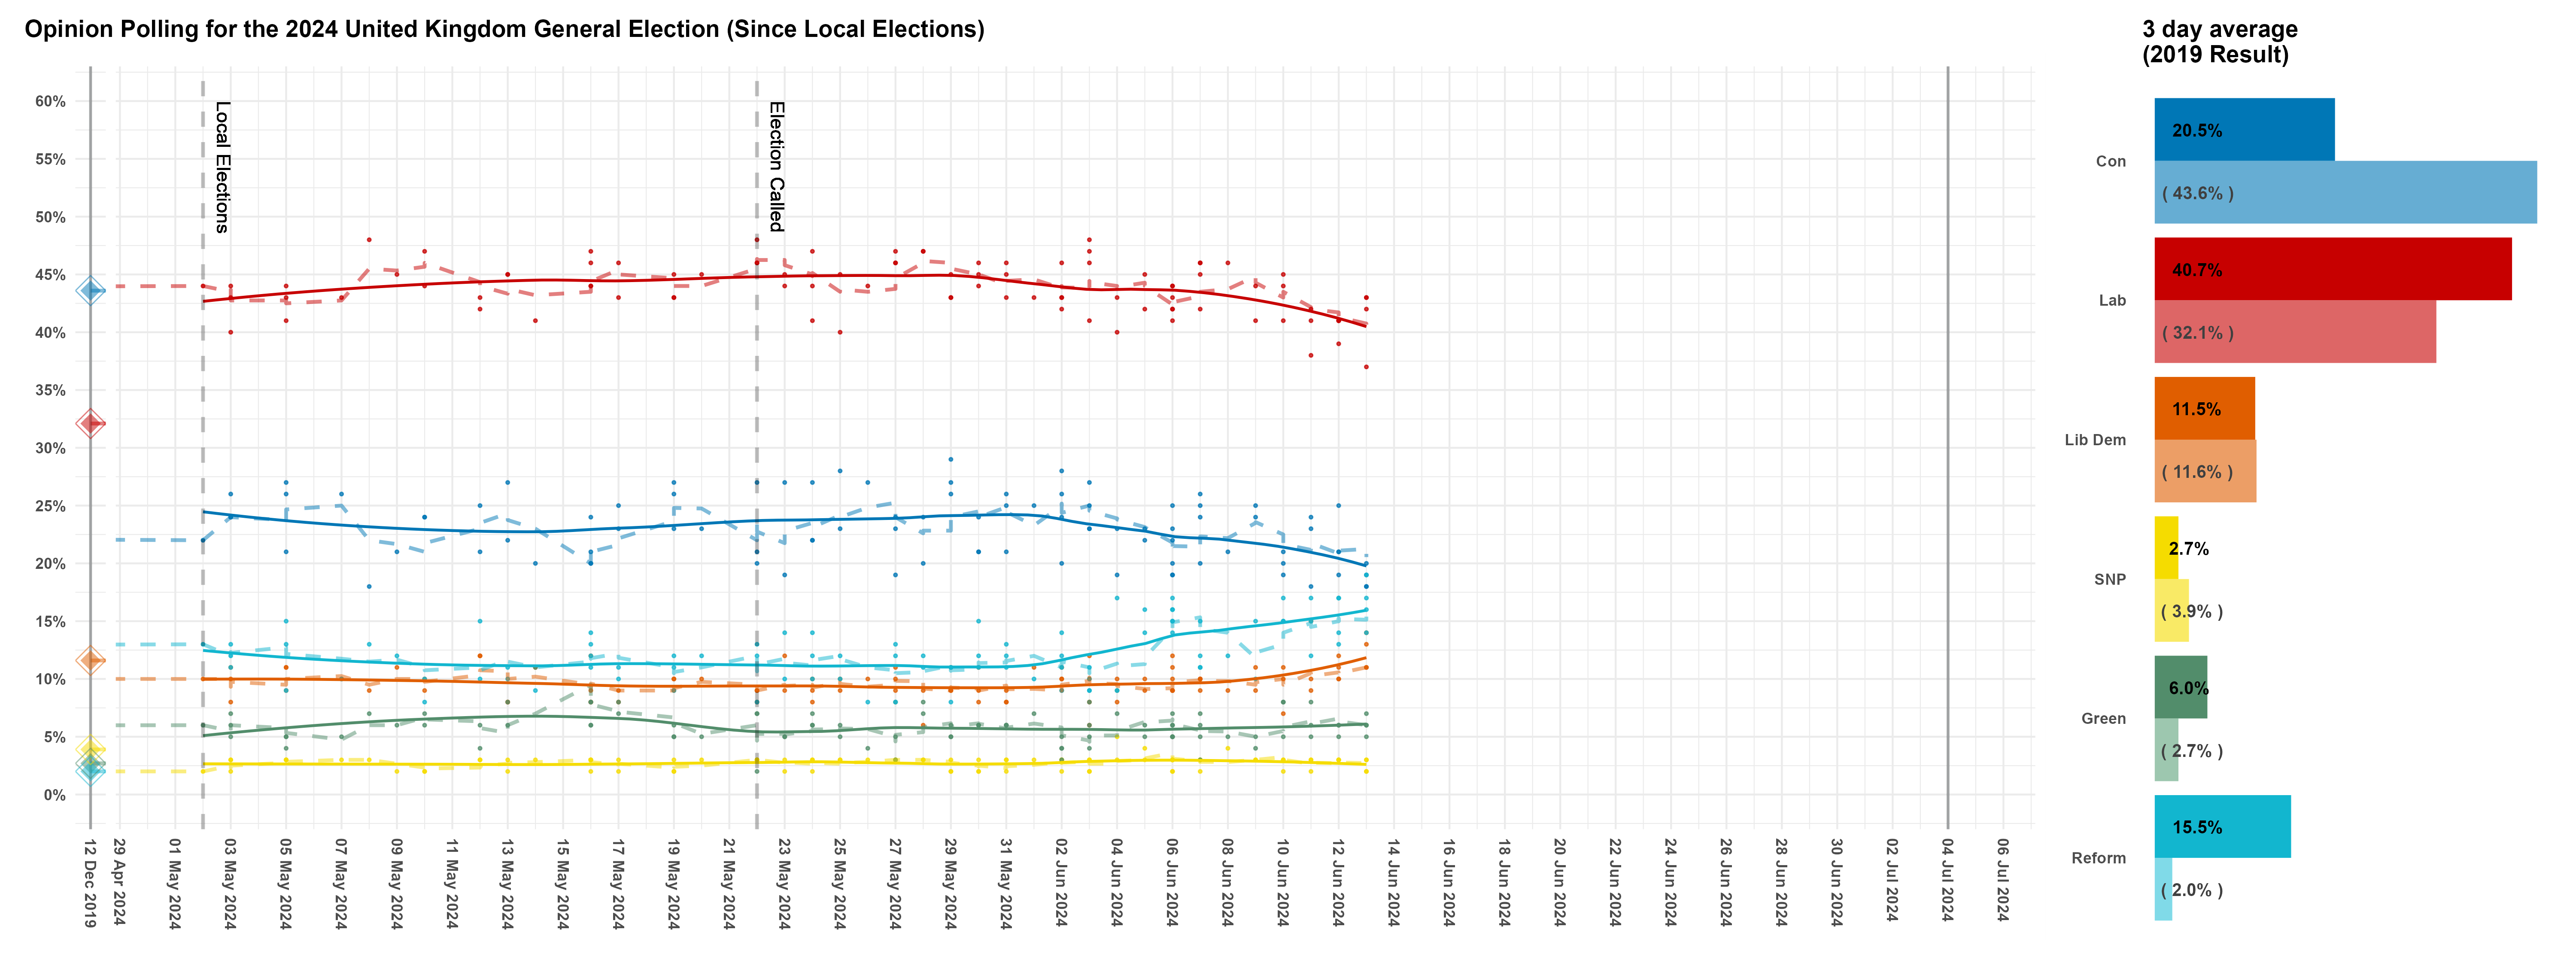 Opinion Polling for the 2024 United Kingdom General Election (Since Local Elections)
3 day average
(2019 Result)
60%
55%
50%
45%
40%
35%
30%
25%
20%
15%
10%
5%
0%
Local Elections
Election Called
12 Dec 2019
29 Apr 2024
01 May 2024
03 May 2024
05 May 2024
07 May 2024
09 May 2024
11 May 2024
13 May 2024
15 May 2024
17 May 2024
19 May 2024
21 May 2024
23 May 2024
25 May 2024
27 May 2024
29 May 2024
31 May 2024
02 Jun 2024
04 Jun 2024
06 Jun 2024
08 Jun 2024
10 Jun 2024
12 Jun 2024
14 Jun 2024
16 Jun 2024
18 Jun 2024
20 Jun 2024
22 Jun 2024
24 Jun 2024
26 Jun 2024
28 Jun 2024
30 Jun 2024
02 Jul 2024
04 Jul 2024
06 Jul 2024
Con
20.5%
( 43.6% )
Lab
40.7%
( 32.1% )
Lib Dem
11.5%
( 11.6% )
SNP
2.7%
( 3.9% )
Green
6.0%
( 2.7% )
Reform
15.5%
( 2.0% )